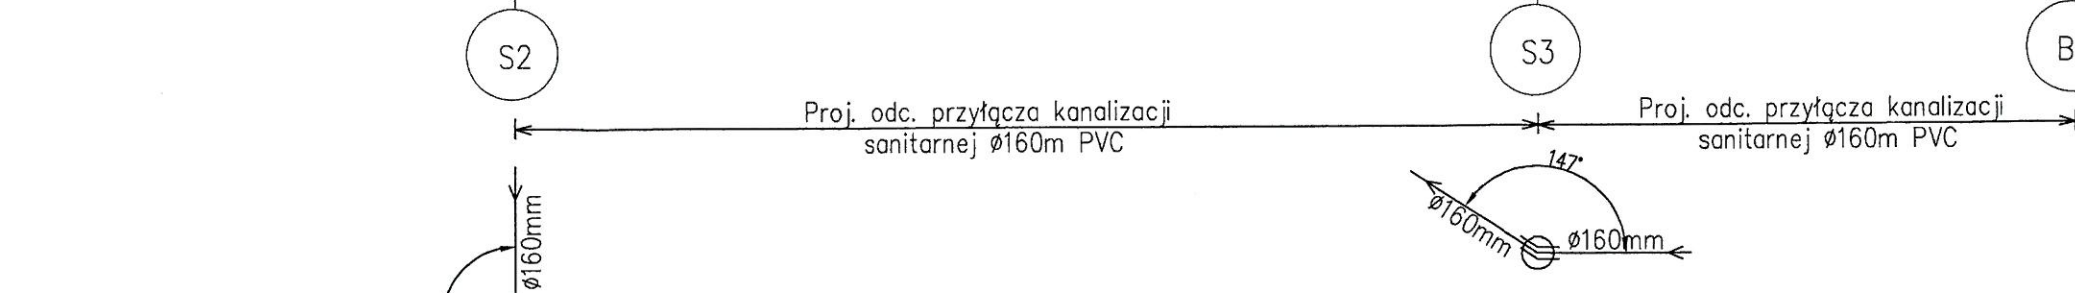 S2
S3
B
Proj. odc. przyłącza kanalizacji
sanitarnej ø160m PVC
Proj. odc. przyłącza kanalizacji
sanitarnej ø160m PVC
147°
ø160mm
ø160mm
ø160mm